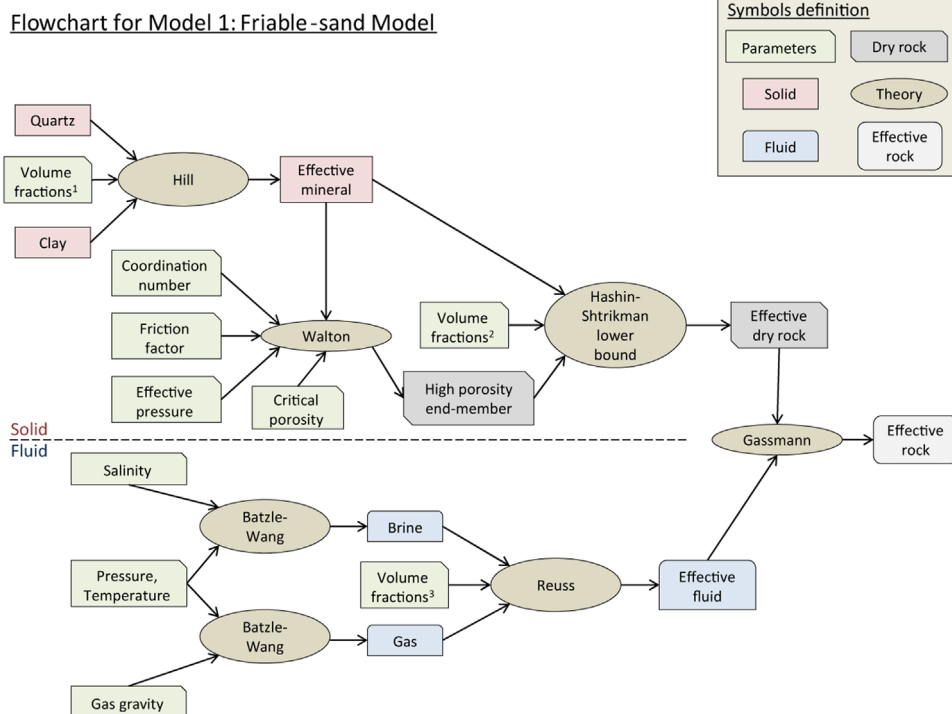 Flowchart for Model 1: Friable-sand Model
Symbols definition
Parameters
Dry rock
Solid
Theory
Fluid
Effective
rock
Quartz
Volume
fractions¹
Clay
Hill
Effective
mineral
Coordination
number
Friction
factor
Effective
pressure
Critical
porosity
Walton
Volume
fractions²
High porosity
end-member
Hashin-
Shtrikman
lower
bound
Effective
dry rock
Solid
Fluid
Gassmann
Effective
rock
Salinity
Pressure,
Temperature
Gas gravity
Batzle-
Wang
Batzle-
Wang
Brine
Volume
fractions³
Gas
Reuss
Effective
fluid